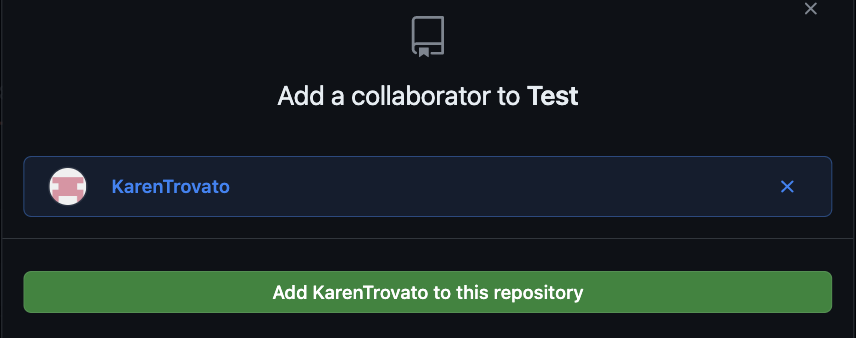 Add a collaborator to Test
KarenTrovato
Add KarenTrovato to this repository